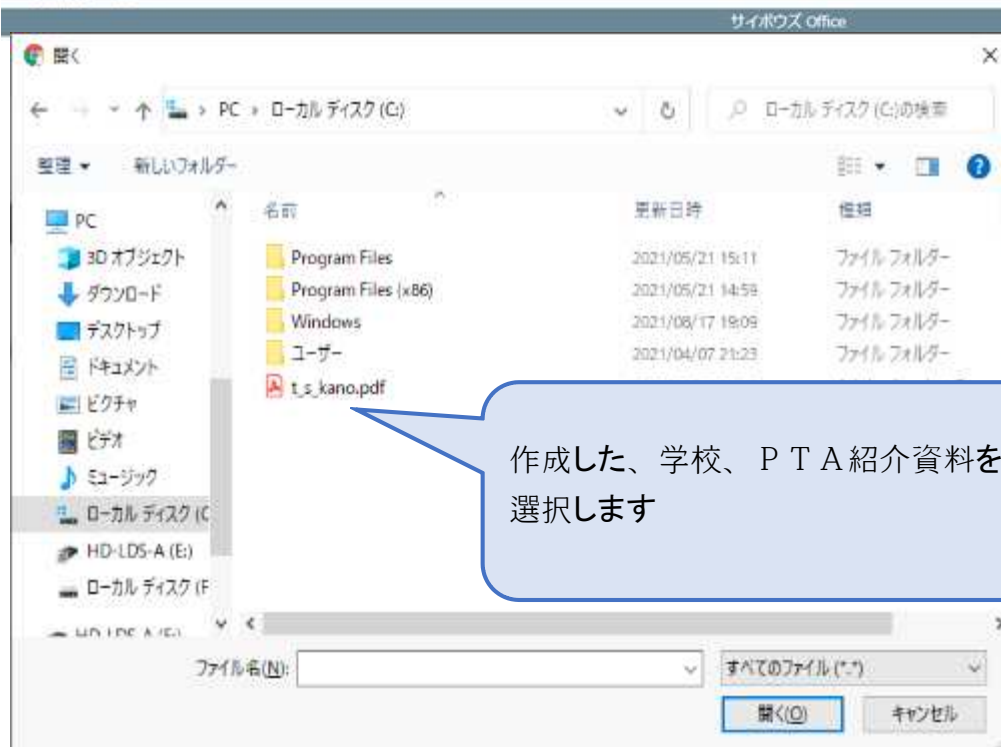 サイボウズ Office
開く
PC › ローカル ディスク (C:)
ローカル ディスク (C:)の検索
整理
新しいフォルダー
名前 更新日時 種類
PC
3D オブジェクト
ダウンロード
デスクトップ
ドキュメント
ピクチャ
ビデオ
ミュージック
ローカル ディスク (C
HD-LDS-A (E:)
ローカル ディスク (F
HD-LDS-A (E:)
Program Files 2021/05/21 15:11 ファイル フォルダー
Program Files (x86) 2021/05/21 14:59 ファイル フォルダー
Windows 2021/08/17 19:09 ファイル フォルダー
ユーザー 2021/04/07 21:23 ファイル フォルダー
t_s_kano.pdf
作成した、学校、ＰＴＡ紹介資料を
選択します
ファイル名(N):
すべてのファイル (*.*)
開く(O)
キャンセル